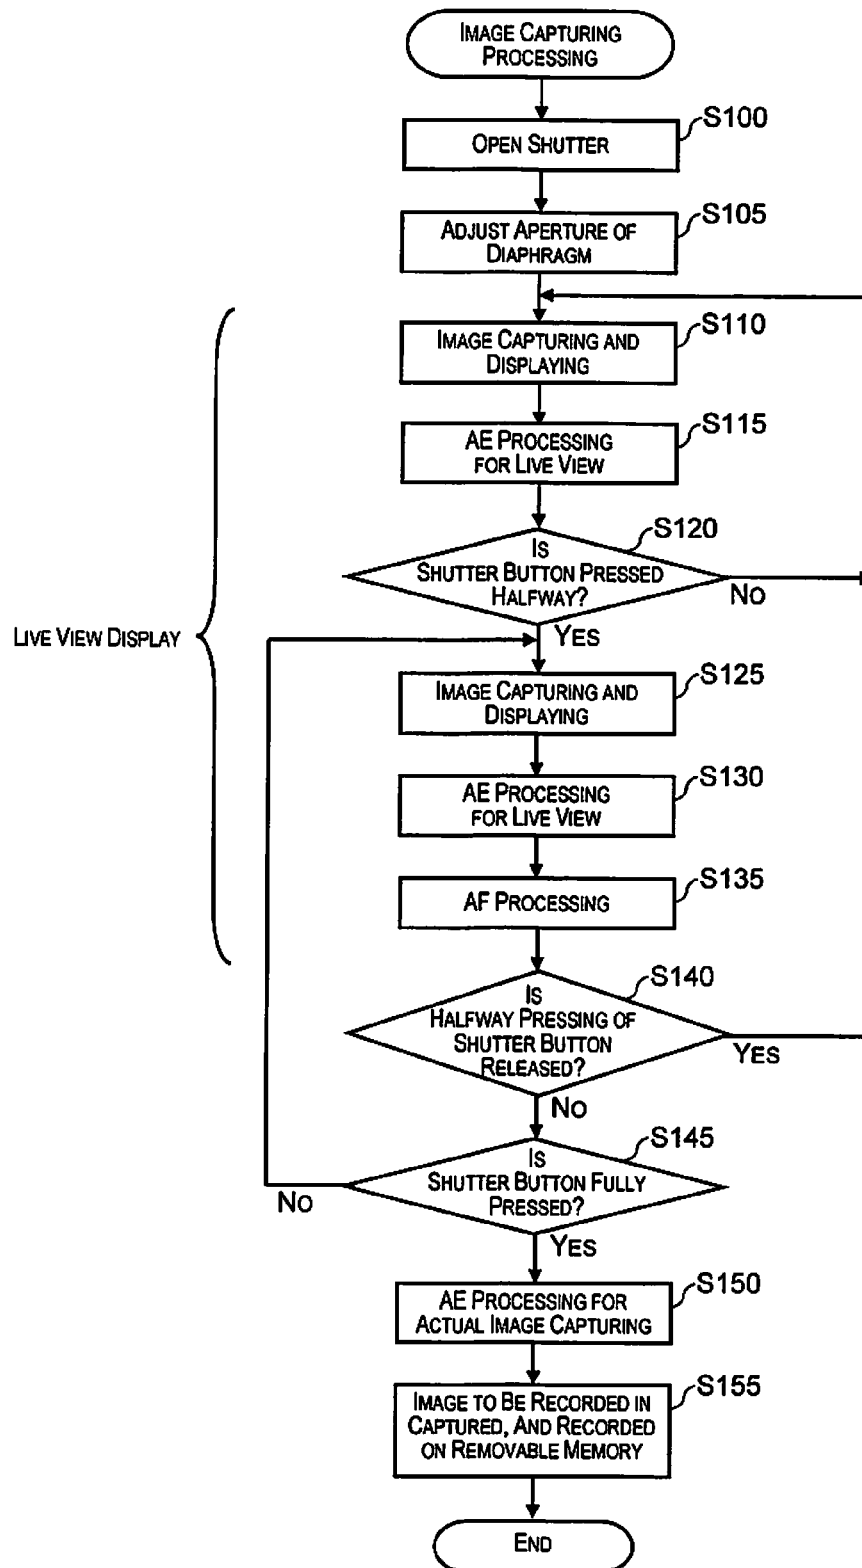 IMAGE CAPTURING
PROCESSING
S100
OPEN SHUTTER
S105
ADJUST APERTURE OF
DIAPHRAGM
S110
IMAGE CAPTURING AND
DISPLAYING
S115
AE PROCESSING
FOR LIVE VIEW
S120
IS
SHUTTER BUTTON PRESSED
HALFWAY?
NO
YES
LIVE VIEW DISPLAY
S125
IMAGE CAPTURING AND
DISPLAYING
S130
AE PROCESSING
FOR LIVE VIEW
S135
AF PROCESSING
S140
IS
HALFWAY PRESSING OF
SHUTTER BUTTON
RELEASED?
YES
NO
S145
IS
SHUTTER BUTTON FULLY
PRESSED?
NO
YES
S150
AE PROCESSING FOR
ACTUAL IMAGE CAPTURING
S155
IMAGE TO BE RECORDED IN
CAPTURED, AND RECORDED
ON REMOVABLE MEMORY
END